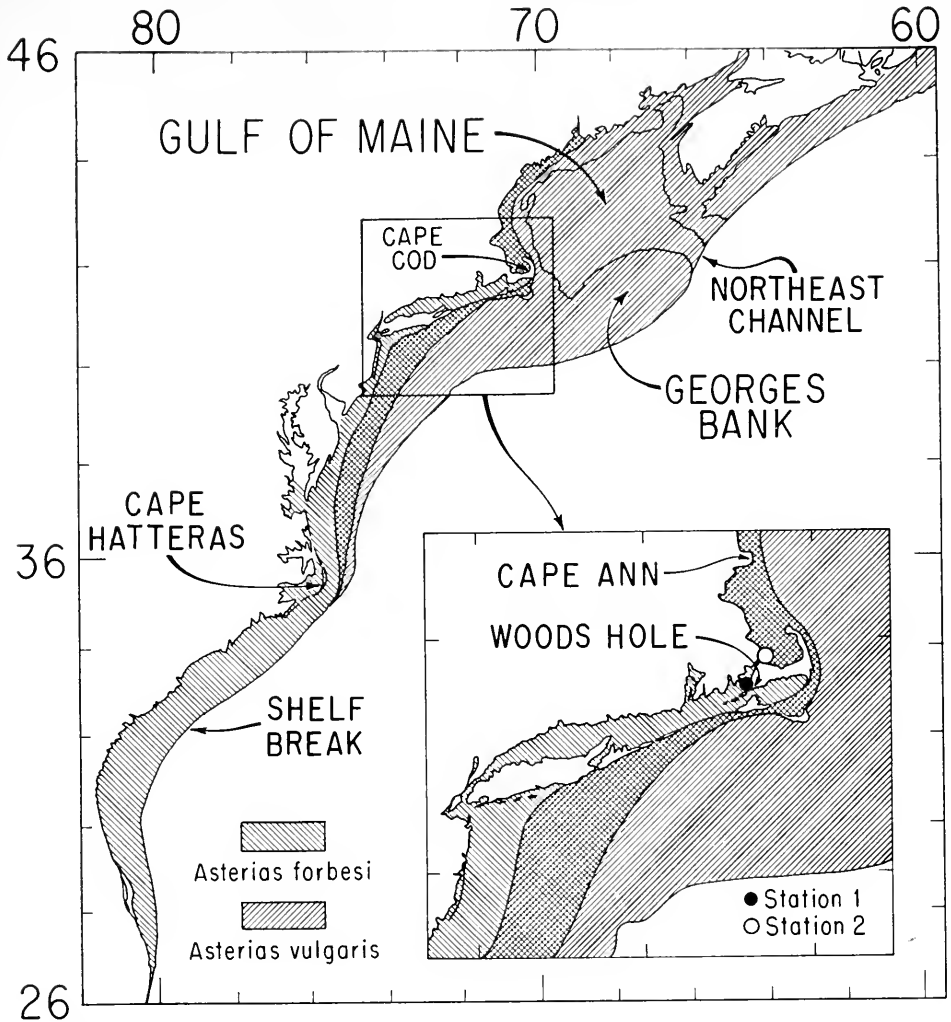 80 70 60
46
GULF OF MAINE
CAPE
COD
NORTHEAST
CHANNEL
GEORGES
BANK
CAPE
HATTERAS
36
CAPE ANN
WOODS HOLE
SHELF
BREAK
Asterias forbesi
Asterias vulgaris
Station 1
Station 2
26